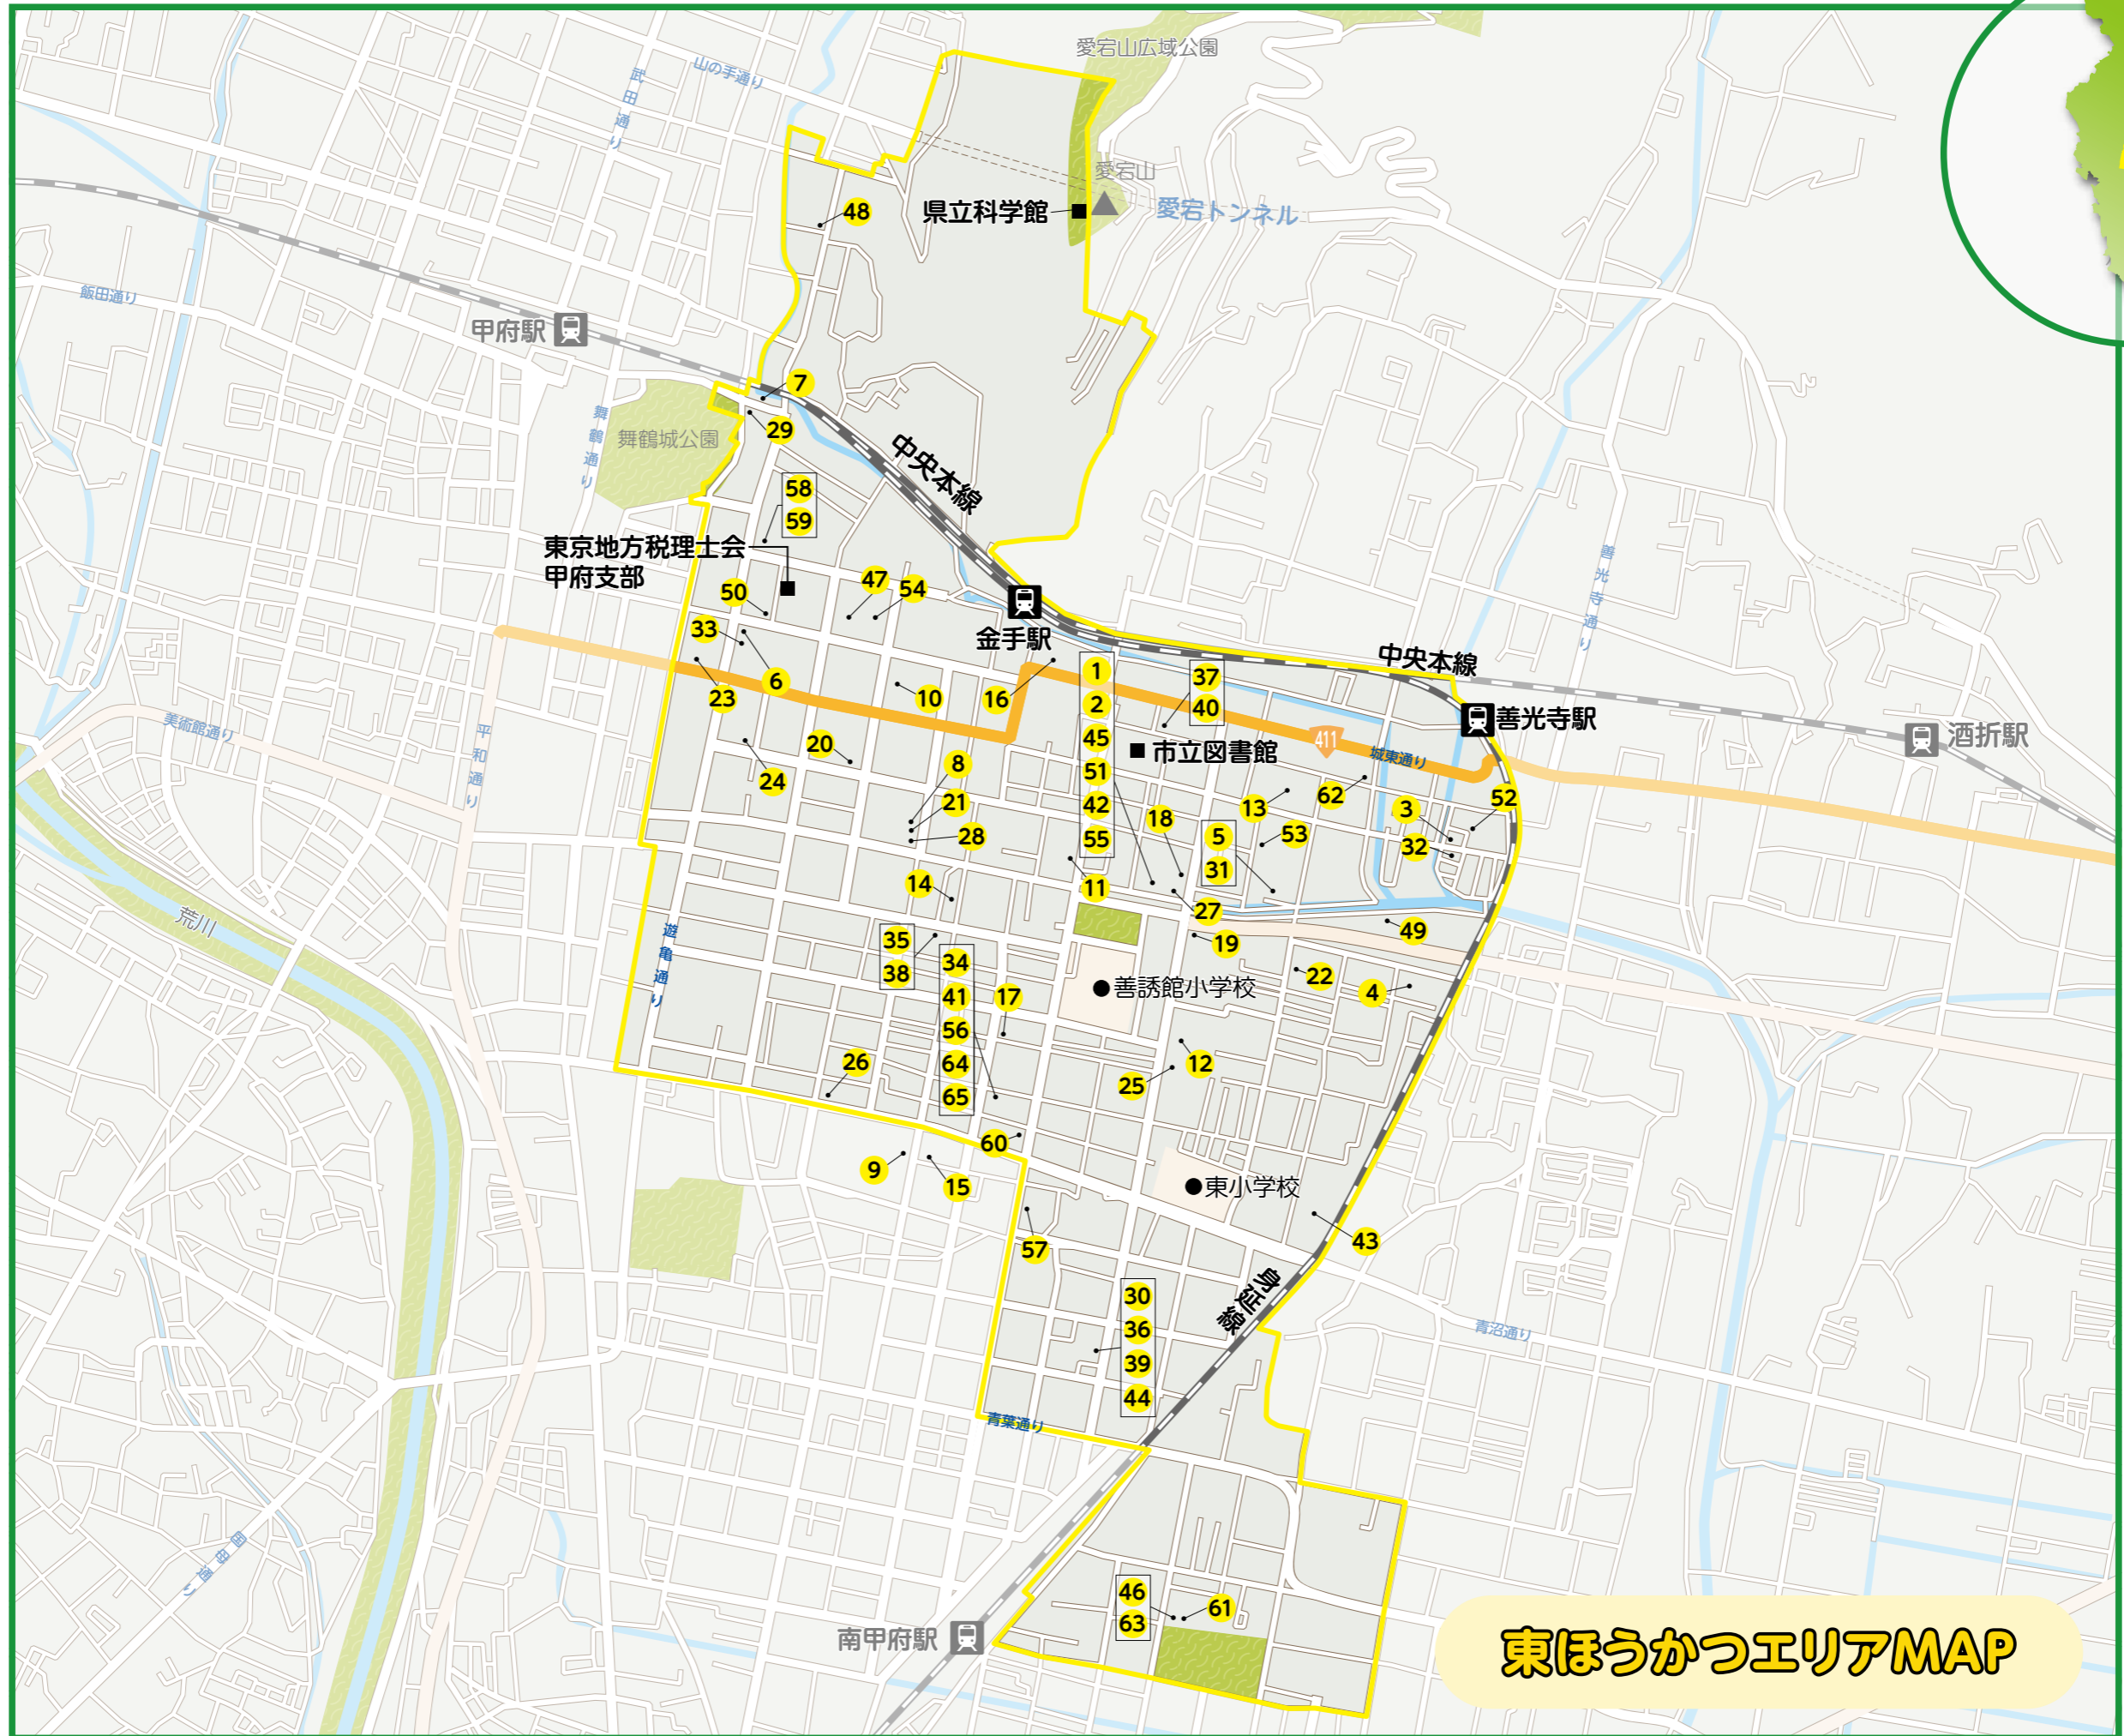 愛宕山広域公園
山の手通り
武田通り
愛宕山
県立科学館
愛宕トンネル
48
飯田通り
甲府駅
7
29
舞鶴通り
舞鶴城公園
中央本線
58
59
東京地方税理士会
甲府支部
善光寺通り
50
47
54
33
金手駅
中央本線
1
2
45
51
42
55
37
40
6
23
10
16
善光寺駅
酒折駅
美術館通り
平和通り
411
城東通り
市立図書館
20
24
8
21
28
18
13
62
3
52
32
5
31
53
14
11
27
荒川
遊亀通り
35
38
19
49
34
41
56
64
65
17
善誘館小学校
22
4
26
25
12
60
9
15
東小学校
57
43
身延線
30
36
39
44
青沼通り
青葉通り
国母通り
46
63
61
南甲府駅
東ほうかつエリアMAP